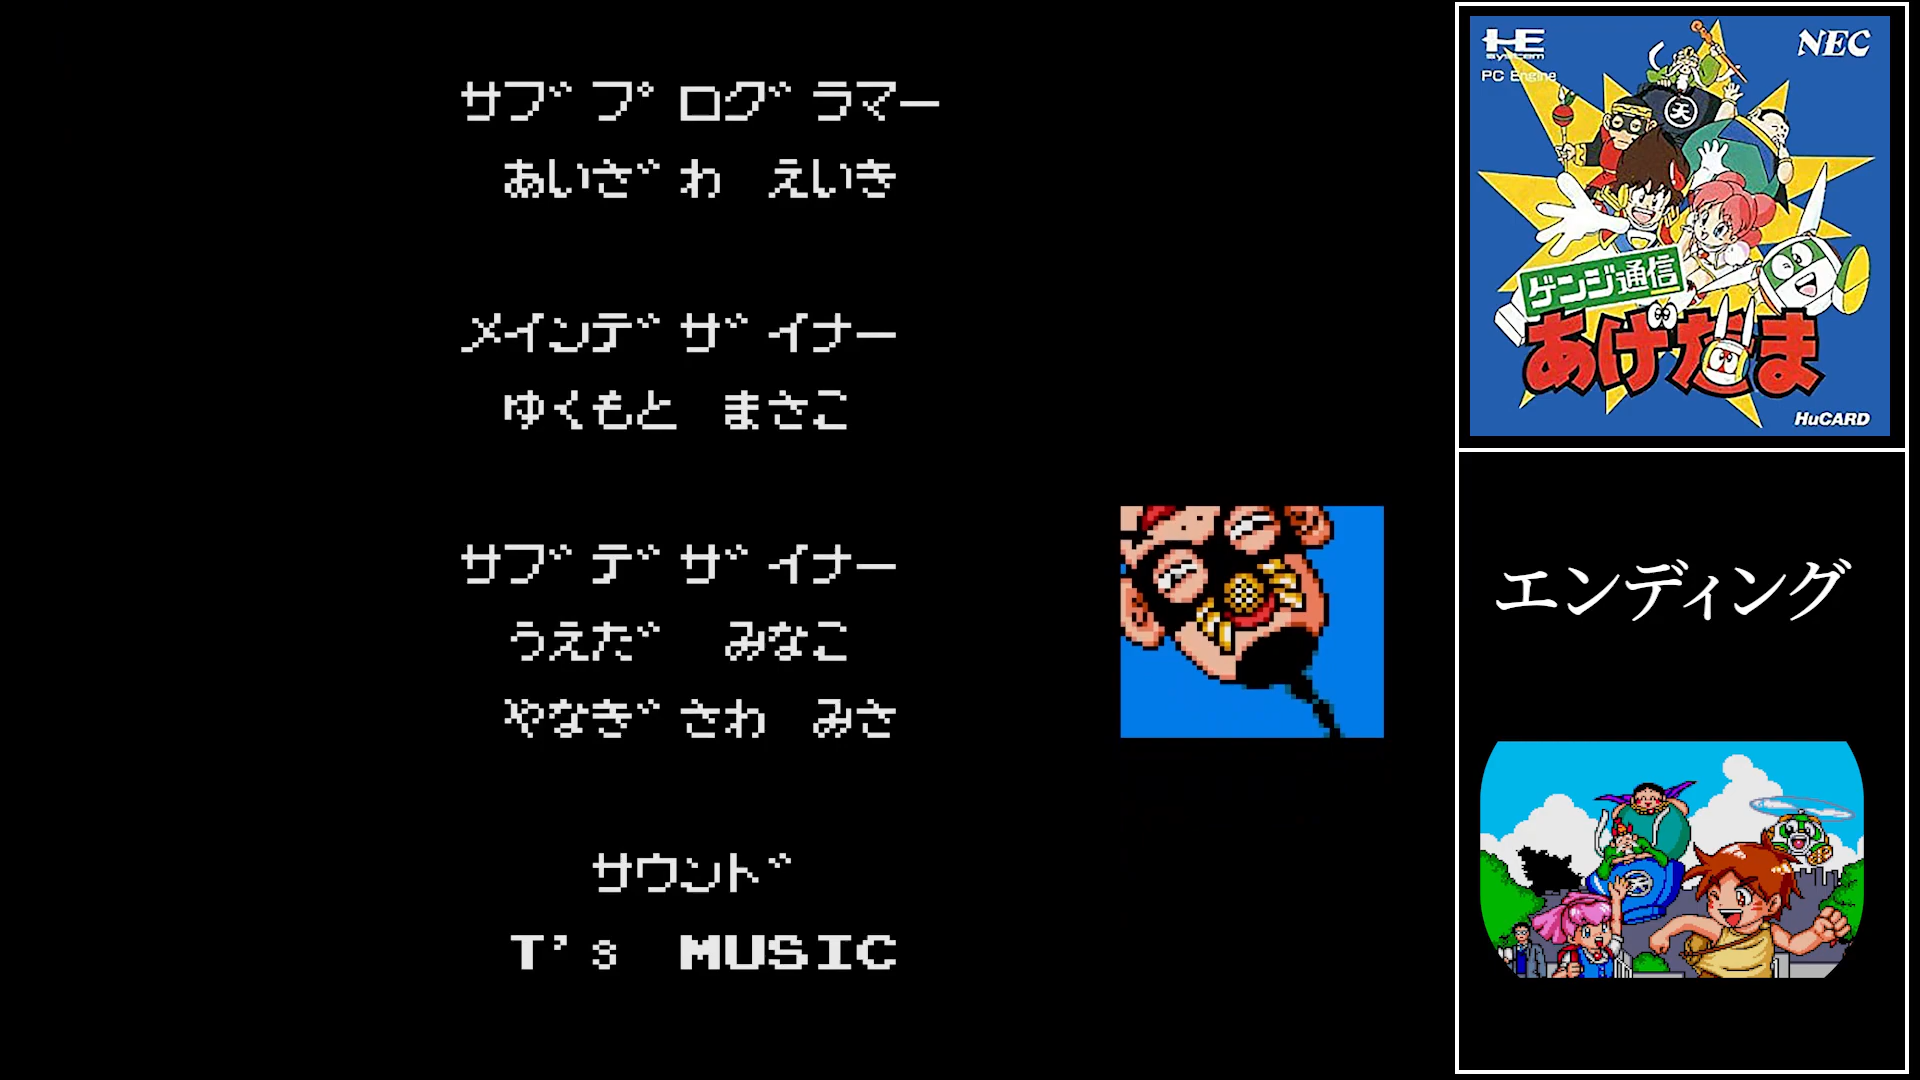 サブプログラマー
あいざわ えいき
メインデザイナー
ゆくもと まさこ
サブデザイナー
うえだ みなこ
やなぎさわ みさ
サウンド
T's MUSIC
HE
system
PC Engine
NEC
天
ゲンジ通信
あげだま
HuCARD
エンディング